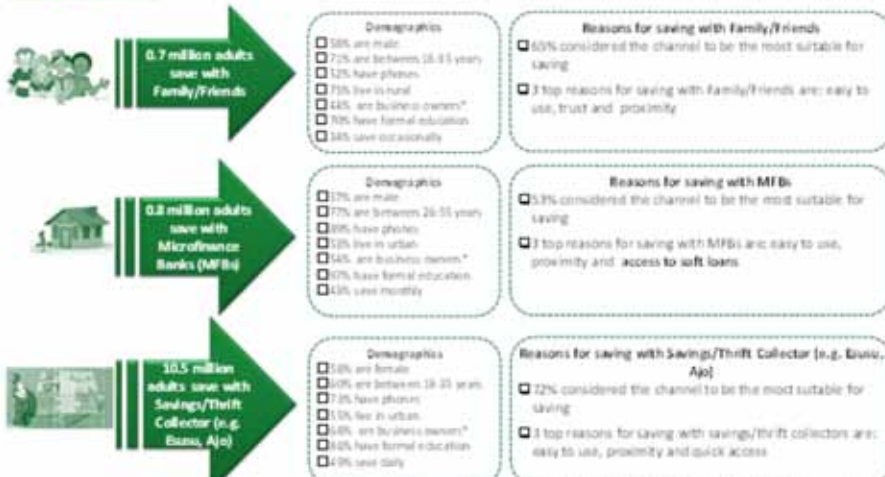 0.7 million adults
save with
Family/Friends
Demographics
58% are male
71% are between 18-35 years
52% have phones
75% live in rural
44% are business owners*
70% have formal education
34% save occasionally
Reasons for saving with Family/Friends
65% considered the channel to be the most suitable for
saving
3 top reasons for saving with Family/Friends are: easy to
use, trust and proximity
0.8 million adults
save with
Microfinance
Banks (MFBs)
Demographics
57% are male
77% are between 26-55 years
89% have phones
53% live in urban
are business owners*
have formal education
save monthly
Reasons for saving with MFBs
53% considered the channel to be the most suitable for
saving
3 top reasons for saving with MFBs are: easy to use,
proximity and access to soft loans
10.5 million
adults save with
Savings/Thrift
Collector (e.g.
Esusu, Ajo)
Demographics
58% are female
are between 18-35 years
73% have phones
live in urban
are business owners*
have formal education
49% save daily
Reasons for saving with Savings/Thrift Collector (e.g. Esusu,
Ajo)
72% considered the channel to be the most suitable for
saving
3 top reasons for saving with savings/thrift collectors are:
easy to use, proximity and quick access